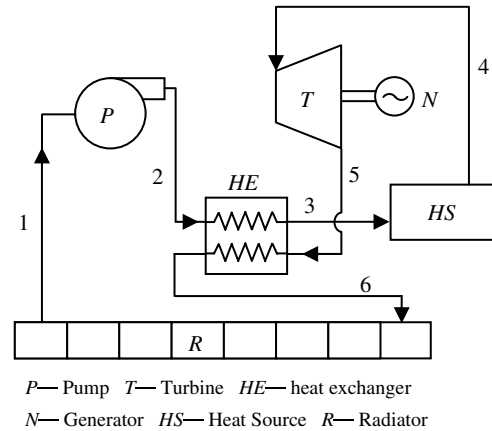 4
P
T
N
2
5
HE
3
1
HS
6
R
P— Pump T— Turbine HE— heat exchanger
N— Generator HS— Heat Source R— Radiator